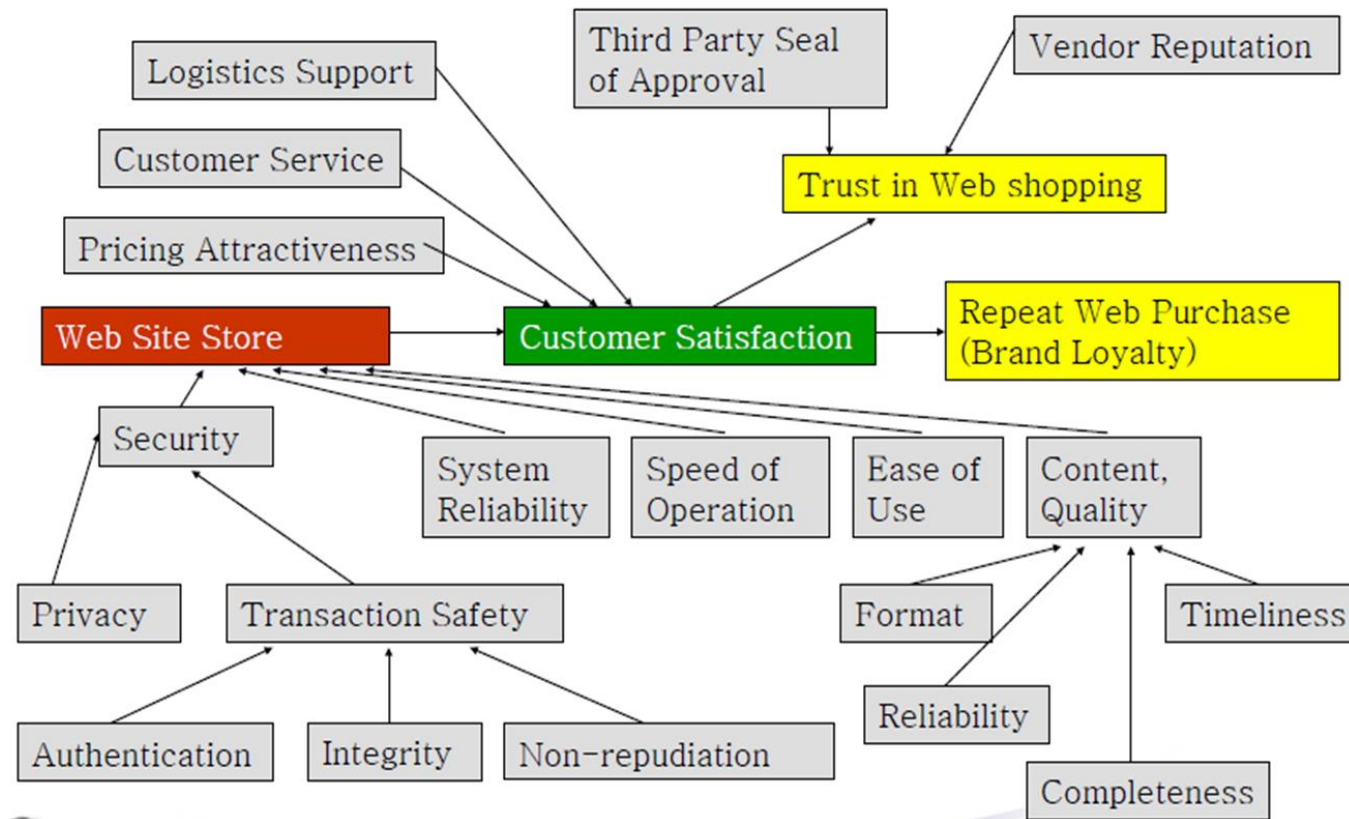 Third Party Seal
of Approval
Vendor Reputation
Logistics Support
Customer Service
Trust in Web shopping
Pricing Attractiveness
Web Site Store
Customer Satisfaction
Repeat Web Purchase
(Brand Loyalty)
Security
System
Reliability
Speed of
Operation
Ease of
Use
Content,
Quality
Privacy
Transaction Safety
Format
Timeliness
Reliability
Authentication
Integrity
Non-repudiation
Completeness